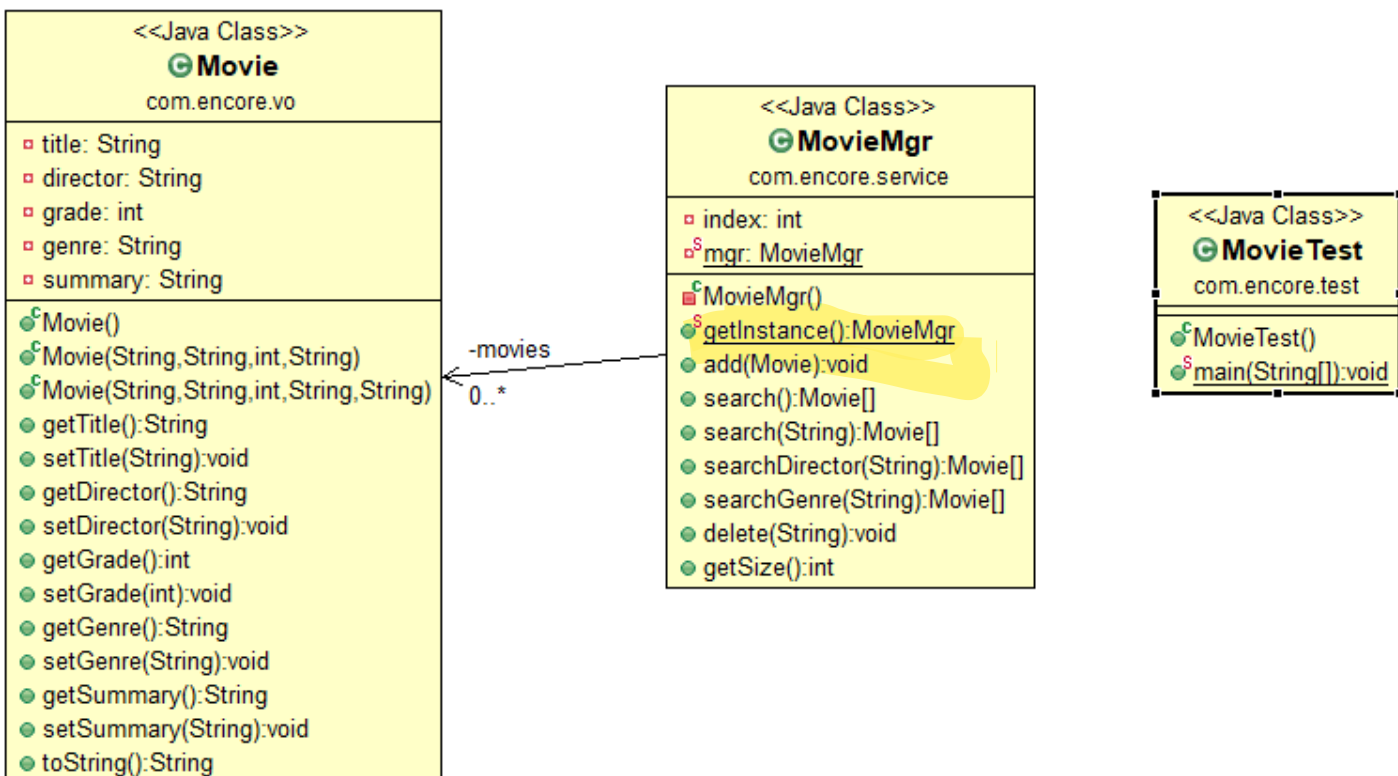 <<Java Class>>
Movie
com.encore.vo
title: String
director: String
grade: int
genre: String
summary: String
Movie()
Movie(String,String,int,String)
Movie(String,String,int,String,String)
getTitle():String
setTitle(String):void
getDirector():String
setDirector(String):void
getGrade():int
setGrade(int):void
getGenre():String
setGenre(String):void
getSummary():String
setSummary(String):void
toString():String
-movies
0..*
<<Java Class>>
MovieMgr
com.encore.service
index: int
mgr: MovieMgr
MovieMgr()
getInstance():MovieMgr
add(Movie):void
search():Movie[]
search(String):Movie[]
searchDirector(String):Movie[]
searchGenre(String):Movie[]
delete(String):void
getSize():int
<<Java Class>>
MovieTest
com.encore.test
MovieTest()
main(String[]):void